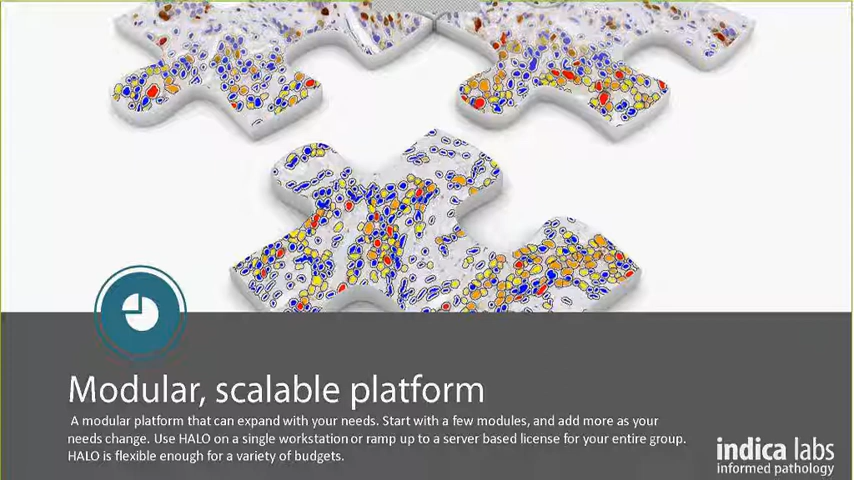 Modular, scalable platform
A modular platform that can expand with your needs. Start with a few modules, and add more as your
needs change. Use HALO on a single workstation or ramp up to a server based license for your entire group.
HALO is flexible enough for a variety of budgets.
indica labs
informed pathology